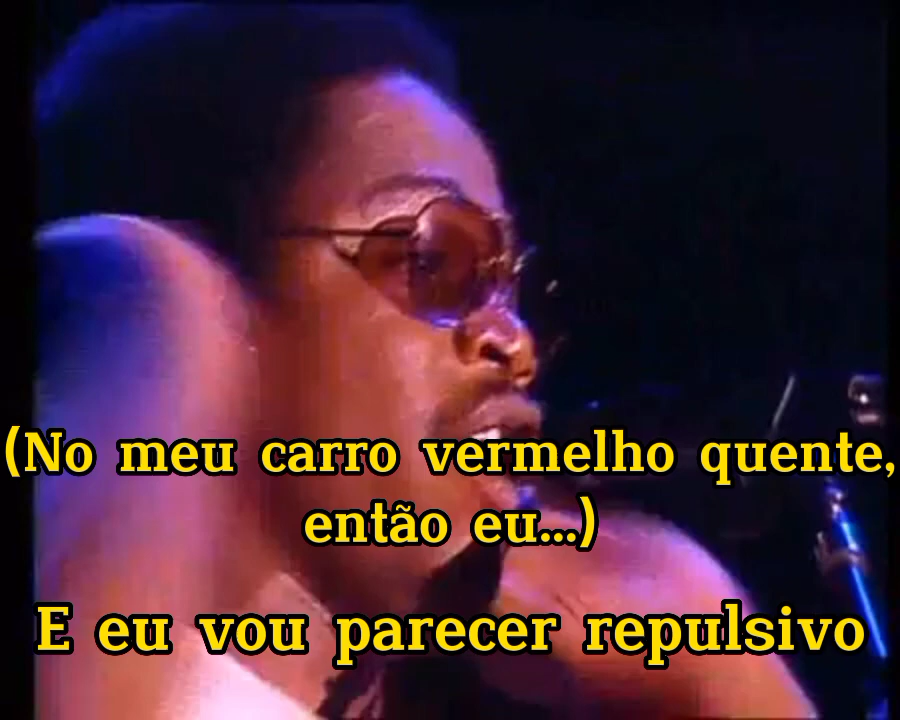 (No meu carro vermelho quente,
então eu...)
E eu vou parecer repulsivo